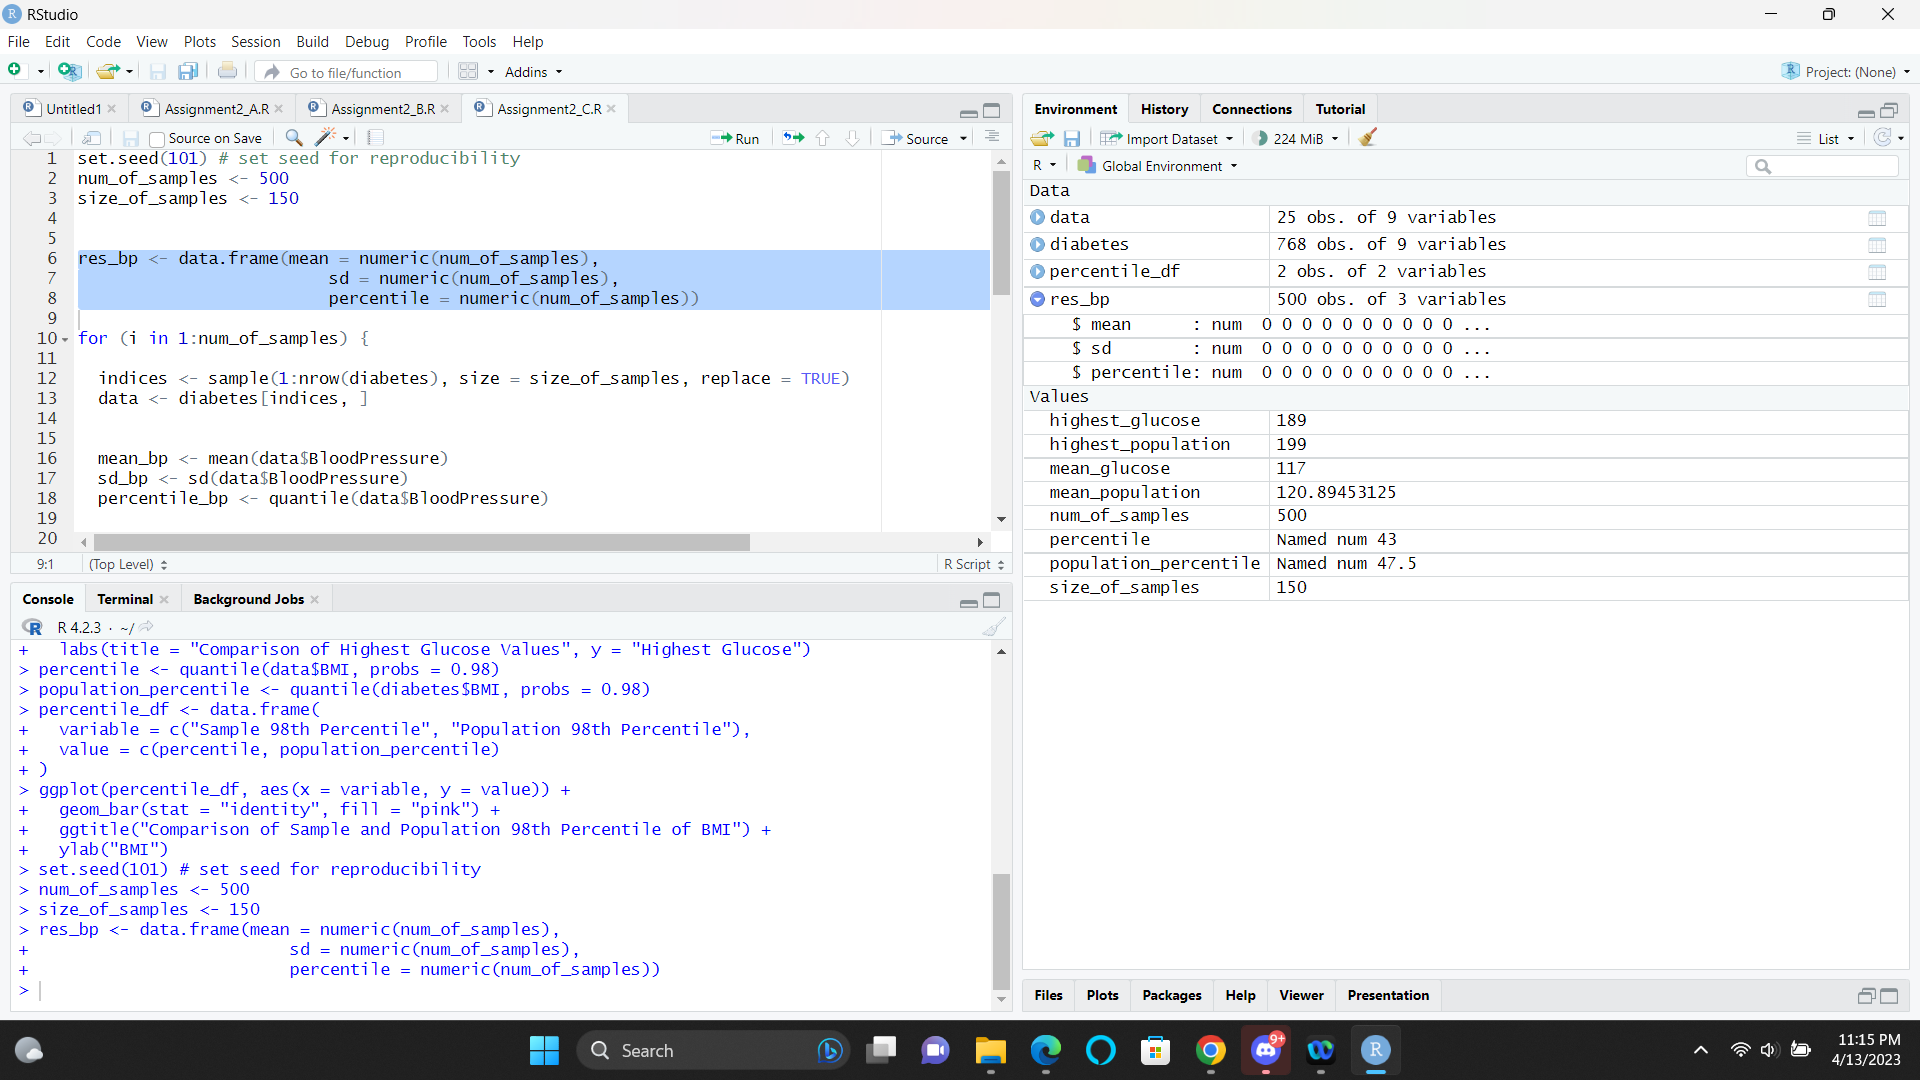 RStudio
File Edit Code View Plots Session Build Debug Profile Tools Help
Go to file/function Addins Project: (None)
Untitled1 Assignment2_A.R Assignment2_B.R Assignment2_C.R
Source on Save Run Source
1 set.seed(101) # set seed for reproducibility
2 num_of_samples <- 500
3 size_of_samples <- 150
4
5
6 res_bp <- data.frame(mean = numeric(num_of_samples),
7 sd = numeric(num_of_samples),
8 percentile = numeric(num_of_samples))
9
10 for (i in 1:num_of_samples) {
11
12 indices <- sample(1:nrow(diabetes), size = size_of_samples, replace = TRUE)
13 data <- diabetes[indices, ]
14
15
16 mean_bp <- mean(data$BloodPressure)
17 sd_bp <- sd(data$BloodPressure)
18 percentile_bp <- quantile(data$BloodPressure)
19
20
9:1 (Top Level) R Script
Console Terminal Background Jobs
R 4.2.3 · ~/
+ labs(title = "Comparison of Highest Glucose Values", y = "Highest Glucose")
> percentile <- quantile(data$BMI, probs = 0.98)
> population_percentile <- quantile(diabetes$BMI, probs = 0.98)
> percentile_df <- data.frame(
+ variable = c("Sample 98th Percentile", "Population 98th Percentile"),
+ value = c(percentile, population_percentile)
+ )
> ggplot(percentile_df, aes(x = variable, y = value)) +
+ geom_bar(stat = "identity", fill = "pink") +
+ ggtitle("Comparison of Sample and Population 98th Percentile of BMI") +
+ ylab("BMI")
> set.seed(101) # set seed for reproducibility
> num_of_samples <- 500
> size_of_samples <- 150
> res_bp <- data.frame(mean = numeric(num_of_samples),
+ sd = numeric(num_of_samples),
+ percentile = numeric(num_of_samples))
>
Environment History Connections Tutorial
Import Dataset 224 MiB List
R Global Environment
Data
data 25 obs. of 9 variables
diabetes 768 obs. of 9 variables
percentile_df 2 obs. of 2 variables
res_bp 500 obs. of 3 variables
$ mean : num 0 0 0 0 0 0 0 0 0 0 ...
$ sd : num 0 0 0 0 0 0 0 0 0 0 ...
$ percentile: num 0 0 0 0 0 0 0 0 0 0 ...
Values
highest_glucose 189
highest_population 199
mean_glucose 117
mean_population 120.89453125
num_of_samples 500
percentile Named num 43
population_percentile Named num 47.5
size_of_samples 150
Files Plots Packages Help Viewer Presentation
Search
9+
R
11:15 PM
4/13/2023